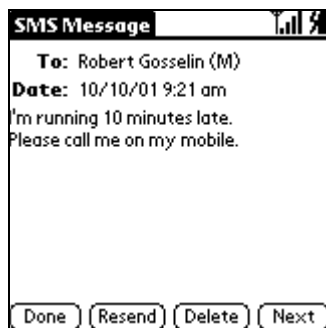 SMS Message
To: Robert Gosselin (M)
Date: 10/10/01 9:21 am
I'm running 10 minutes late.
Please call me on my mobile.
Done Resend Delete Next